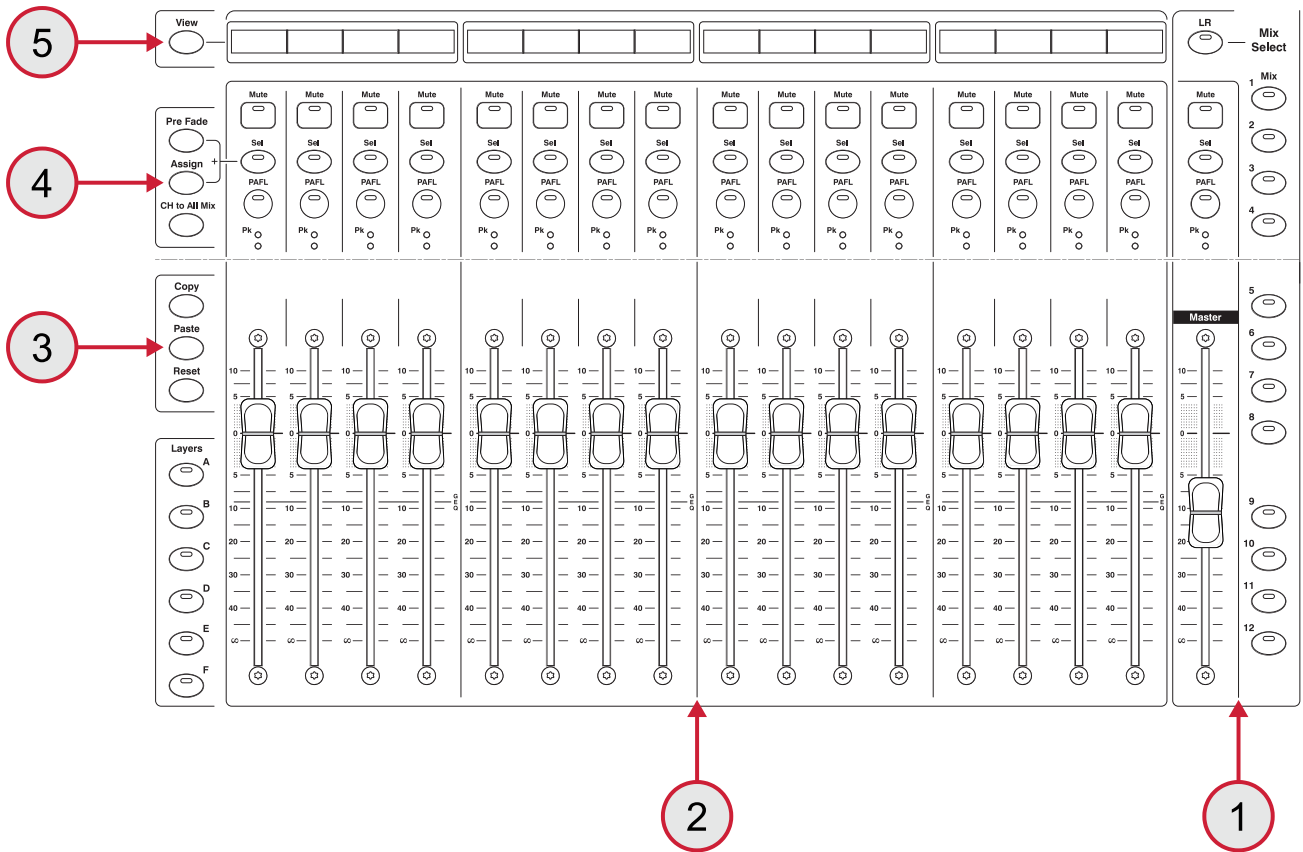 View
LR
Mix
Select
5
Mix
1
2
3
4
Mute Mute Mute Mute Mute Mute Mute Mute Mute Mute Mute Mute Mute Mute Mute Mute Mute
Pre Fade
Sel Sel Sel Sel Sel Sel Sel Sel Sel Sel Sel Sel Sel Sel Sel Sel Sel
Assign
+
PAFL PAFL PAFL PAFL PAFL PAFL PAFL PAFL PAFL PAFL PAFL PAFL PAFL PAFL PAFL PAFL PAFL
4
CH to All Mix
Pk Pk Pk Pk Pk Pk Pk Pk Pk Pk Pk Pk Pk Pk Pk Pk Pk
Copy
Paste
Reset
3
Master
5
6
7
8
10 10 10 10 10 10 10 10 10 10 10 10 10 10 10 10 10
5 5 5 5 5 5 5 5 5 5 5 5 5 5 5 5 5
0 0 0 0 0 0 0 0 0 0 0 0 0 0 0 0 0
5 5 5 5 5 5 5 5 5 5 5 5 5 5 5 5 5
GEQ GEQ GEQ GEQ
10 10 10 10 10 10 10 10 10 10 10 10 10 10 10 10 10
20 20 20 20 20 20 20 20 20 20 20 20 20 20 20 20 20
30 30 30 30 30 30 30 30 30 30 30 30 30 30 30 30 30
40 40 40 40 40 40 40 40 40 40 40 40 40 40 40 40 40
∞ ∞ ∞ ∞ ∞ ∞ ∞ ∞ ∞ ∞ ∞ ∞ ∞ ∞ ∞ ∞ ∞
Layers
A
B
C
D
E
F
9
10
11
12
2
1